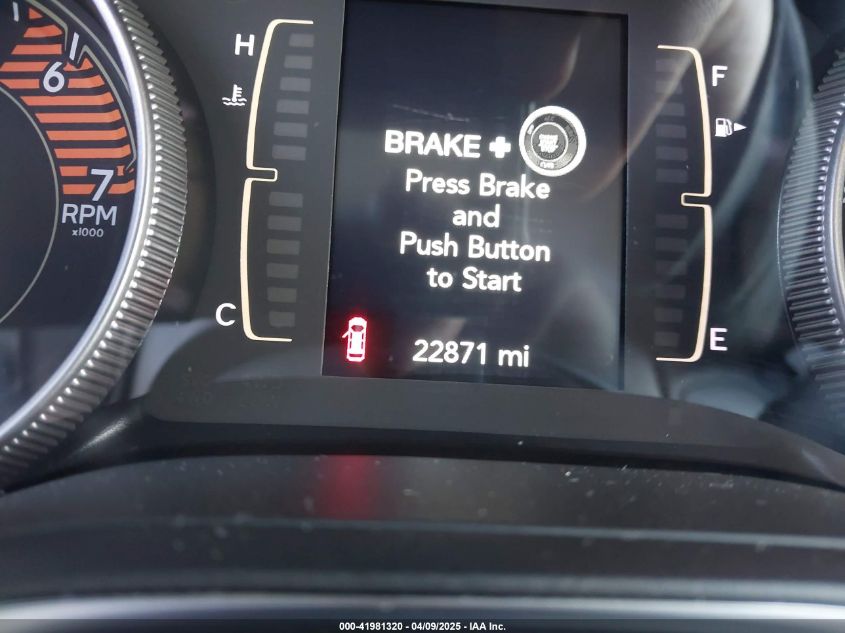 1
6
7
RPM
x1000
H
C
BRAKE +
Press Brake
and
Push Button
to Start
22871 mi
F
E
000-41981320 - 04/09/2025 - IAA Inc.